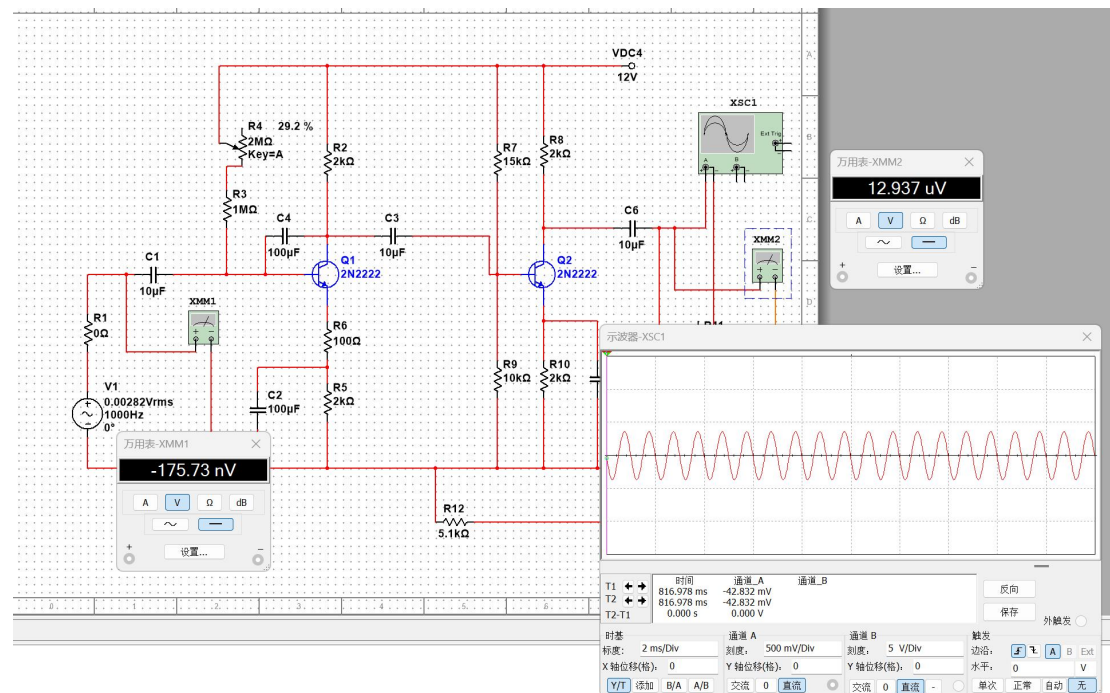 VDC4
12V
XSC1
Ext Trig
A
B
R4 29.2 %
2MΩ
Key=A
R2
2kΩ
R7
15kΩ
R8
2kΩ
R3
1MΩ
C4
100µF
C3
10µF
C6
10µF
XMM2
C1
10µF
Q1
2N2222
Q2
2N2222
XMM1
R1
0Ω
R6
100Ω
R9
10kΩ
R10
2kΩ
V1
0.00282Vrms
1000Hz
0°
C2
100µF
R5
2kΩ
R12
5.1kΩ
万用表-XMM2
12.937 uV
A V Ω dB
设置...
+ −
万用表-XMM1
-175.73 nV
A V Ω dB
设置...
+ −
示波器-XSC1
时间 通道_A 通道_B
T1 816.978 ms -42.832 mV
T2 816.978 ms -42.832 mV
T2-T1 0.000 s 0.000 V
反向
保存
外触发
时基
标度: 2 ms/Div
X 轴位移(格): 0
Y/T 添加 B/A A/B
通道 A
刻度: 500 mV/Div
Y 轴位移(格): 0
交流 0 直流
通道 B
刻度: 5 V/Div
Y 轴位移(格): 0
交流 0 直流 -
触发
边沿: A B Ext
水平: 0 V
单次 正常 自动 无